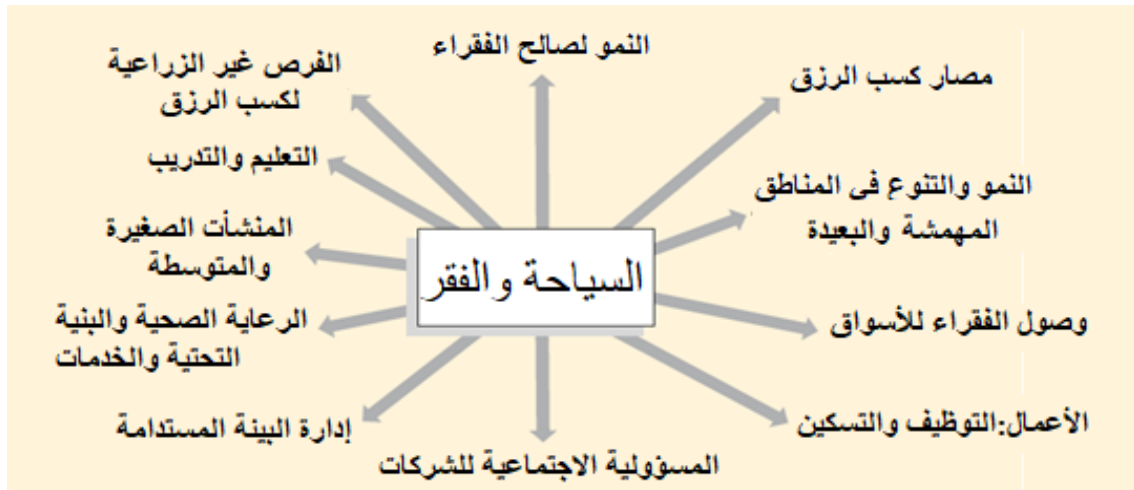 النمو لصالح الفقراء
مصار كسب الرزق
الفرص غير الزراعية
لكسب الرزق
التعليم والتدريب
النمو والتنوع فى المناطق
المهمشة والبعيدة
المنشأت الصغيرة
والمتوسطة
السياحة والفقر
الرعاية الصحية والبنية
التحتية والخدمات
وصول الفقراء للأسواق
إدارة البيئة المستدامة
الأعمال:التوظيف والتسكين
المسؤولية الاجتماعية للشركات